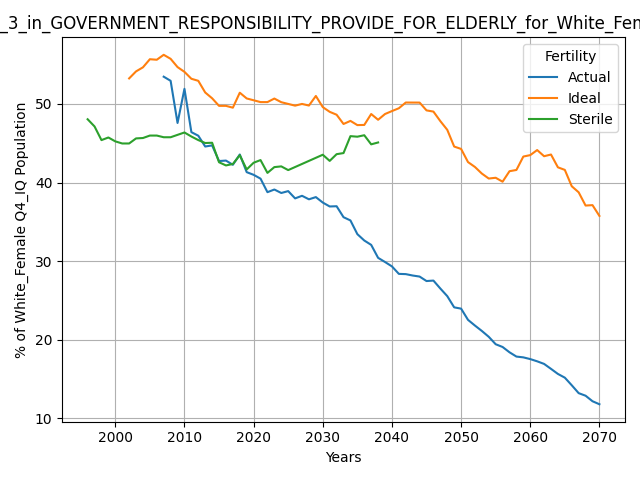 _3_in_GOVERNMENT_RESPONSIBILITY_PROVIDE_FOR_ELDERLY_for_White_Fem
Fertility
Actual
Ideal
Sterile
% of White_Female Q4_IQ Population
50
40
30
20
10
2000 2010 2020 2030 2040 2050 2060 2070
Years